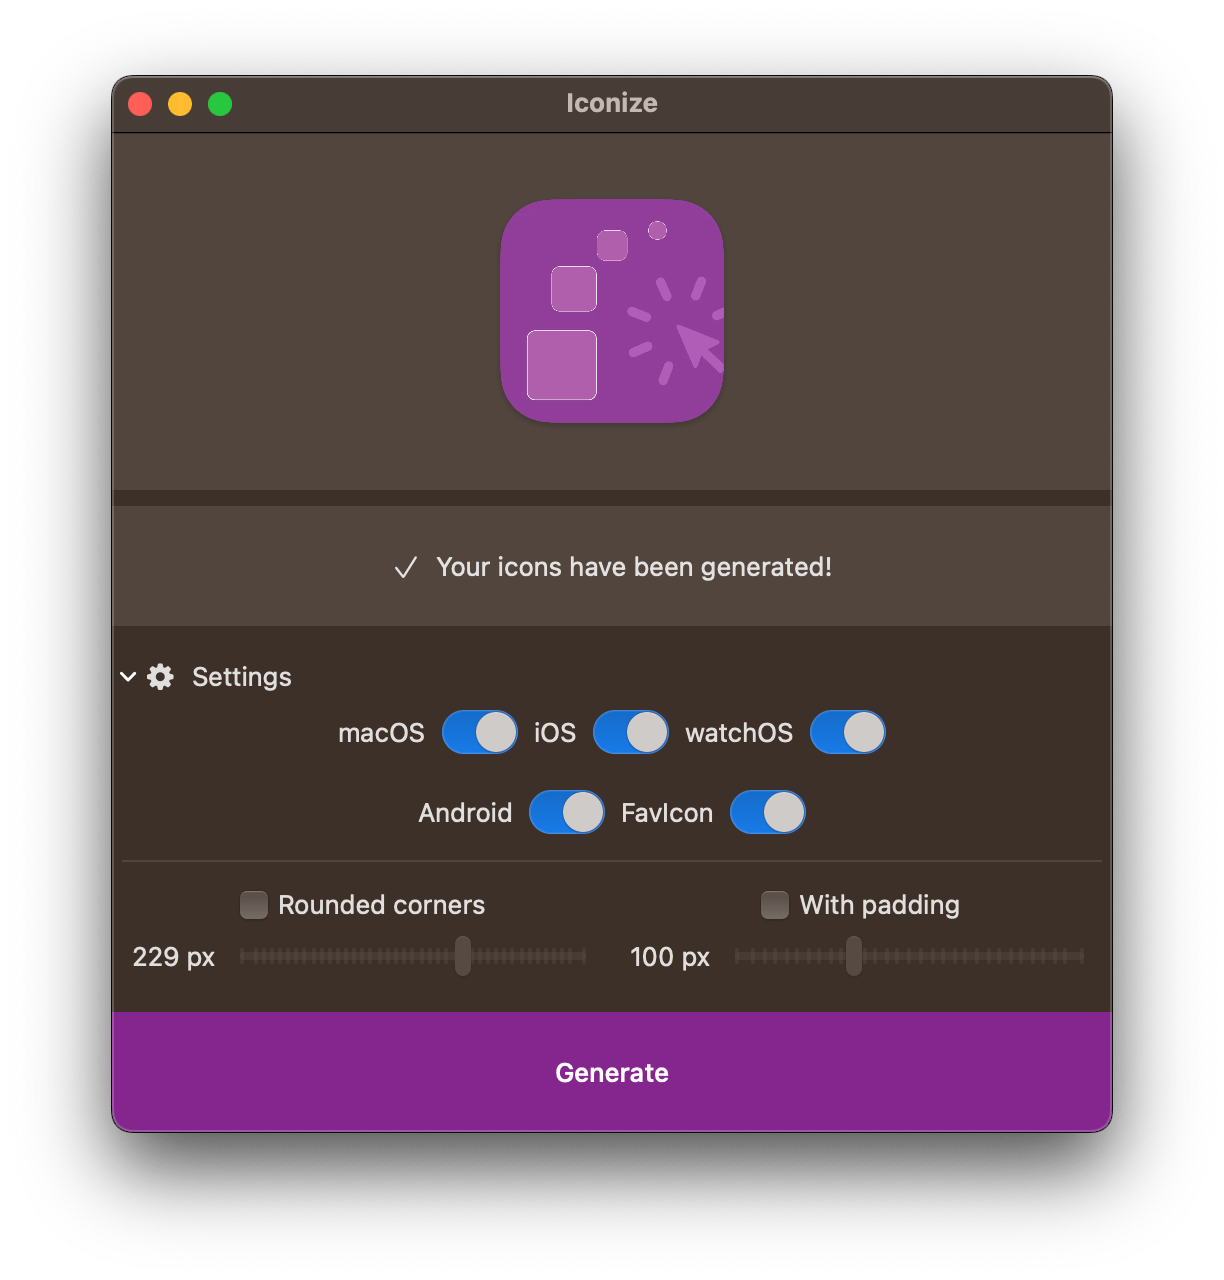 Iconize
Your icons have been generated!
Settings
macOS iOS watchOS
Android FavIcon
Rounded corners With padding
229 px 100 px
Generate